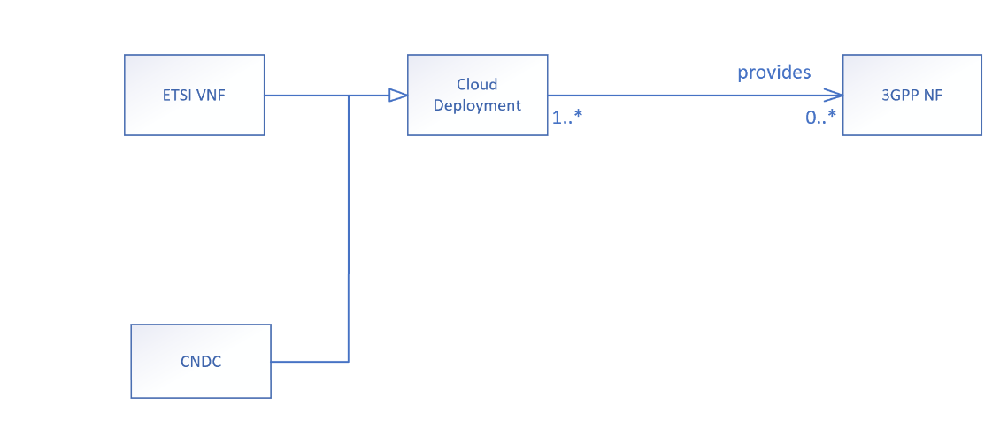 ETSI VNF
Cloud
Deployment
provides
3GPP NF
1..*
0..*
CNDC